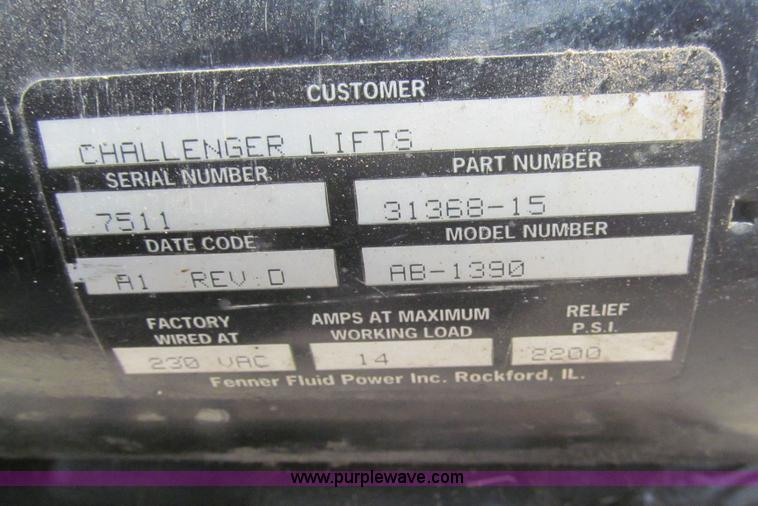 CUSTOMER
CHALLENGER LIFTS
SERIAL NUMBER PART NUMBER
7511 31368-15
DATE CODE MODEL NUMBER
A1 REV.D AB-1390
FACTORY WIRED AT AMPS AT MAXIMUM WORKING LOAD RELIEF P.S.I.
230 VAC 14 2200
Fenner Fluid Power Inc. Rockford, IL.
www.purplewave.com